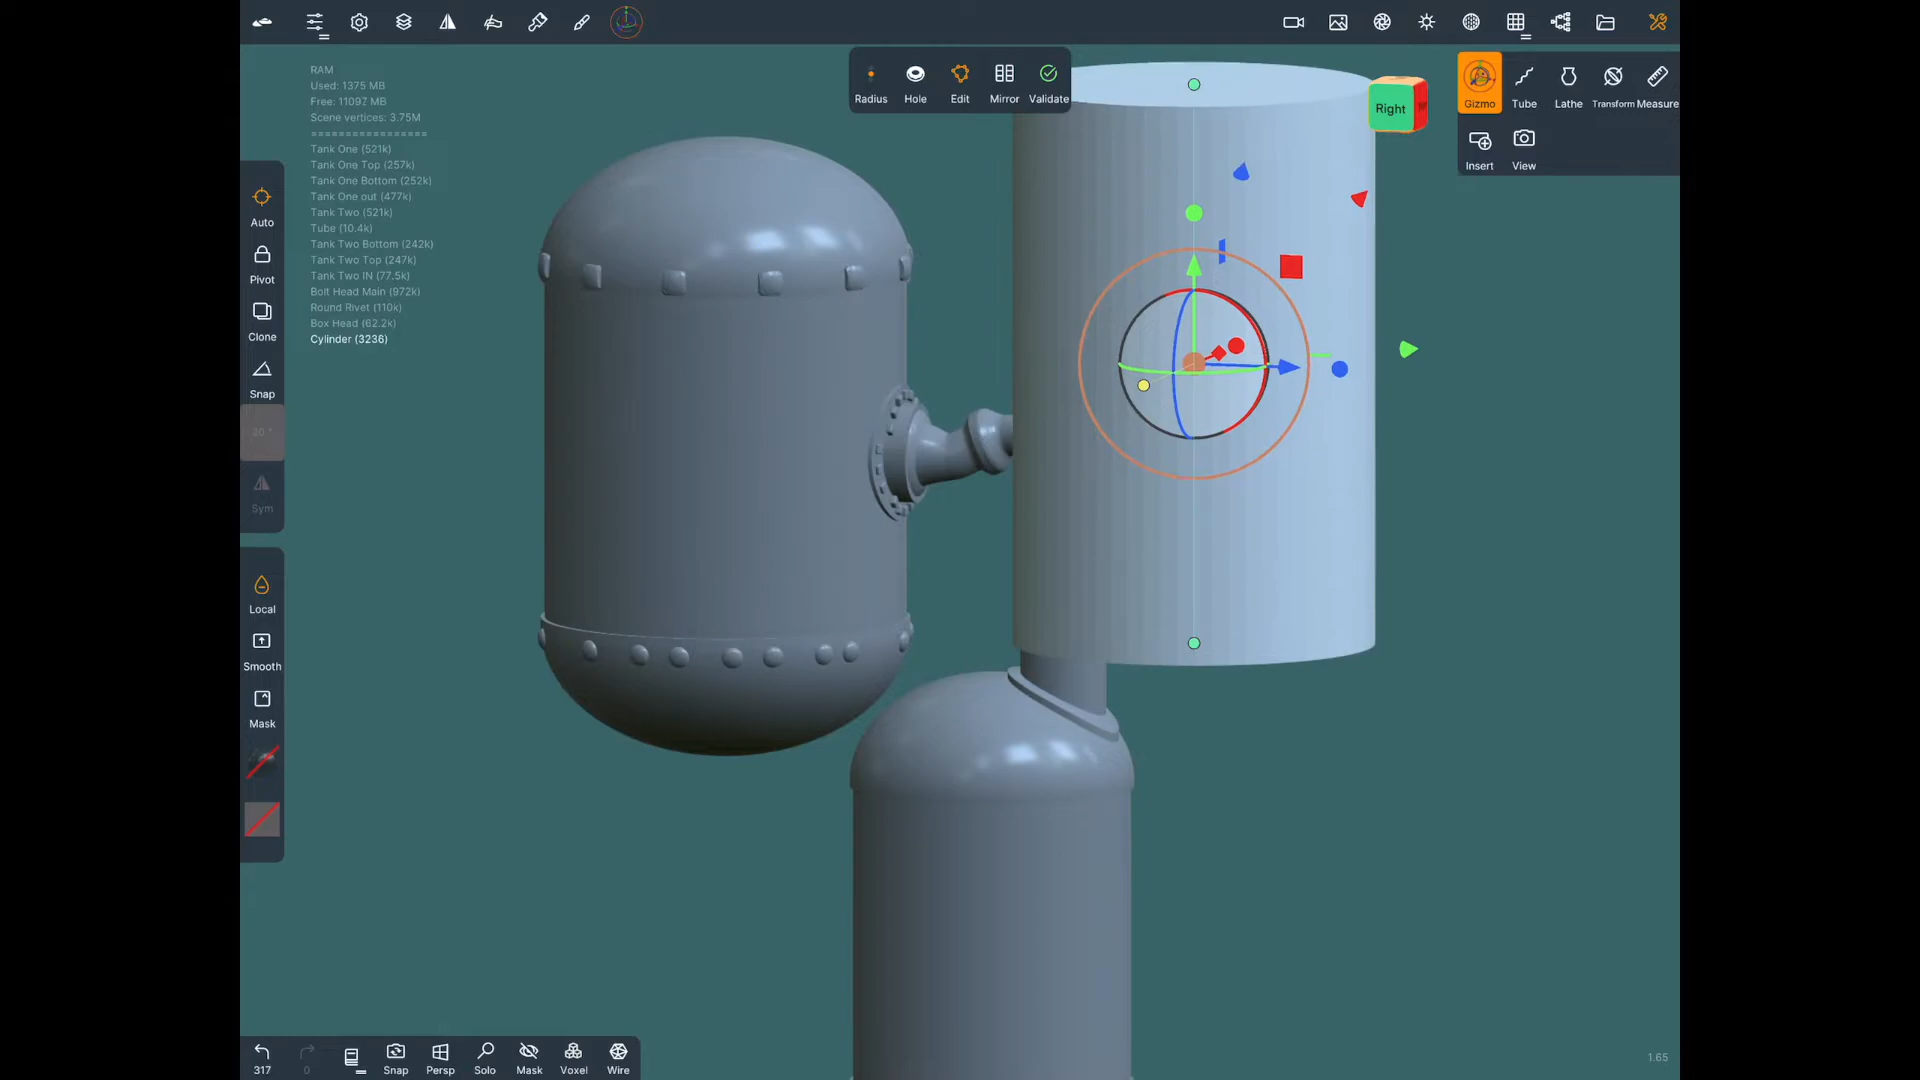 RAM
Used: 1375 MB
Free: 11097 MB
Scene vertices: 3.75M
=================
Tank One (521k)
Tank One Top (257k)
Tank One Bottom (252k)
Tank One out (477k)
Tank Two (521k)
Tube (10.4k)
Tank Two Bottom (242k)
Tank Two Top (247k)
Tank Two IN (77.5k)
Bolt Head Main (972k)
Round Rivet (110k)
Box Head (62.2k)
Cylinder (3236)
Radius Hole Edit Mirror Validate
Right
Gizmo Tube Lathe Transform Measure
Insert View
Auto
Pivot
Clone
Snap
20 °
Sym
Local
Smooth
Mask
317 0 Snap Persp Solo Mask Voxel Wire
1.65